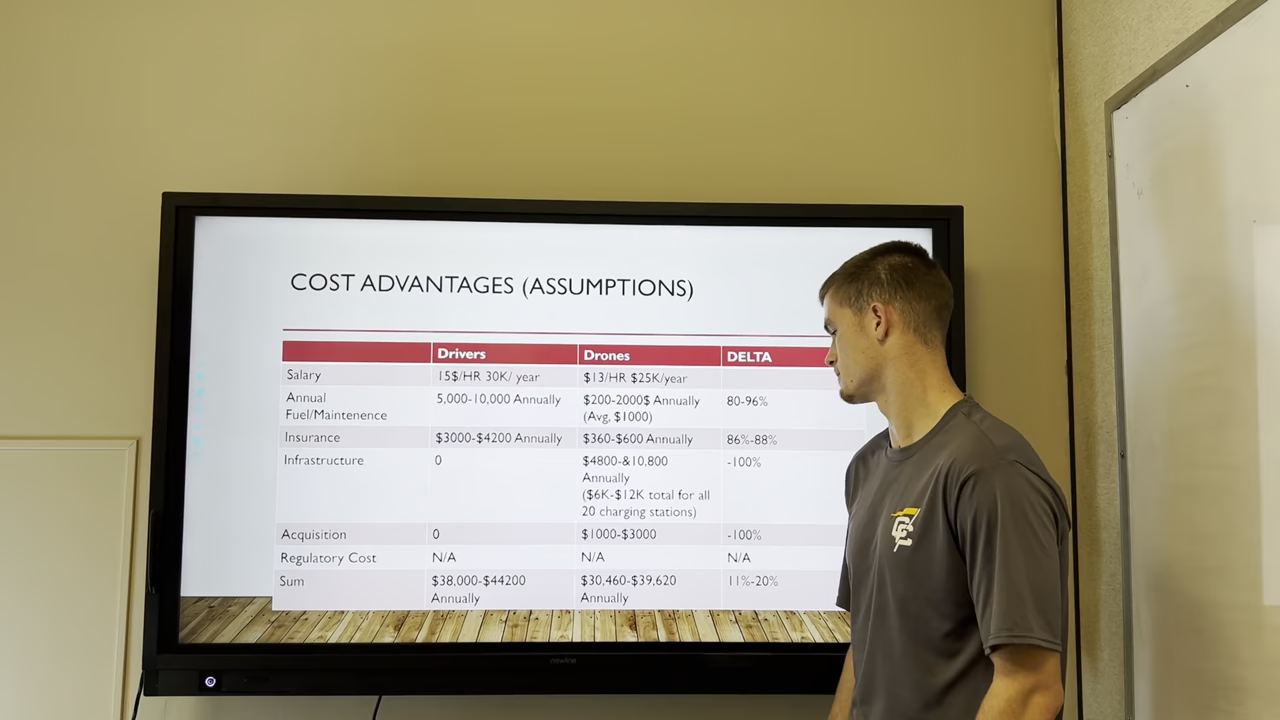 COST ADVANTAGES (ASSUMPTIONS)
Drivers Drones DELTA
Salary 15$/HR 30K/ year $13/HR $25K/year
Annual 5,000-10,000 Annually $200-2000$ Annually 80-96%
Fuel/Maintenence (Avg, $1000)
Insurance $3000-$4200 Annually $360-$600 Annually 86%-88%
Infrastructure 0 $4800-&10,800 -100%
Annually
($6K-$12K total for all
20 charging stations)
Acquisition 0 $1000-$3000 -100%
Regulatory Cost N/A N/A N/A
Sum $38,000-$44200 $30,460-$39,620 11%-20%
Annually Annually
newline
CC